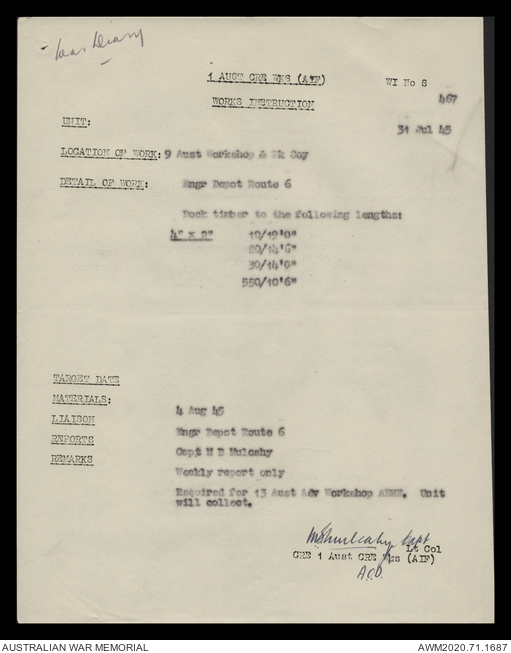 War Diary
1 AUST CRE WKS (AIF)
WI No S
467
WORKS INSTRUCTION
31 Jul 45
UNIT:
LOCATION OF WORK: 9 Aust Workshop & Pk Coy
DETAIL OF WORK: Engr Depot Route 6
Dock timber to the following lengths:
4" x 2" 10/12'0"
20/14'6"
30/14'0"
550/10'6"
TARGET DATE
MATERIALS:
4 Aug 45
LIAISON
Engr Depot Route 6
REPORTS
Capt M B Mulcahy
REMARKS
Weekly report only
Required for 13 Aust Adv Workshop AEME. Unit
will collect.
MBMulcahy Capt
Lt Col
CRE 1 Aust CRE Wks (AIF)
AUSTRALIAN WAR MEMORIAL
AWM2020.71.1687